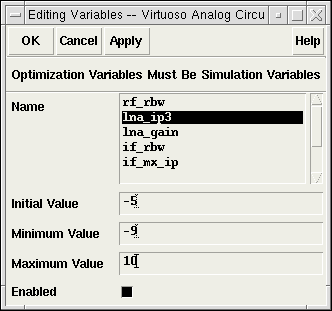 Editing Variables -- Virtuoso Analog Circu
OK Cancel Apply Help
Optimization Variables Must Be Simulation Variables
Name
rf_rbw
lna_ip3
lna_gain
if_rbw
if_mx_ip
Initial Value -5
Minimum Value -9
Maximum Value 10
Enabled